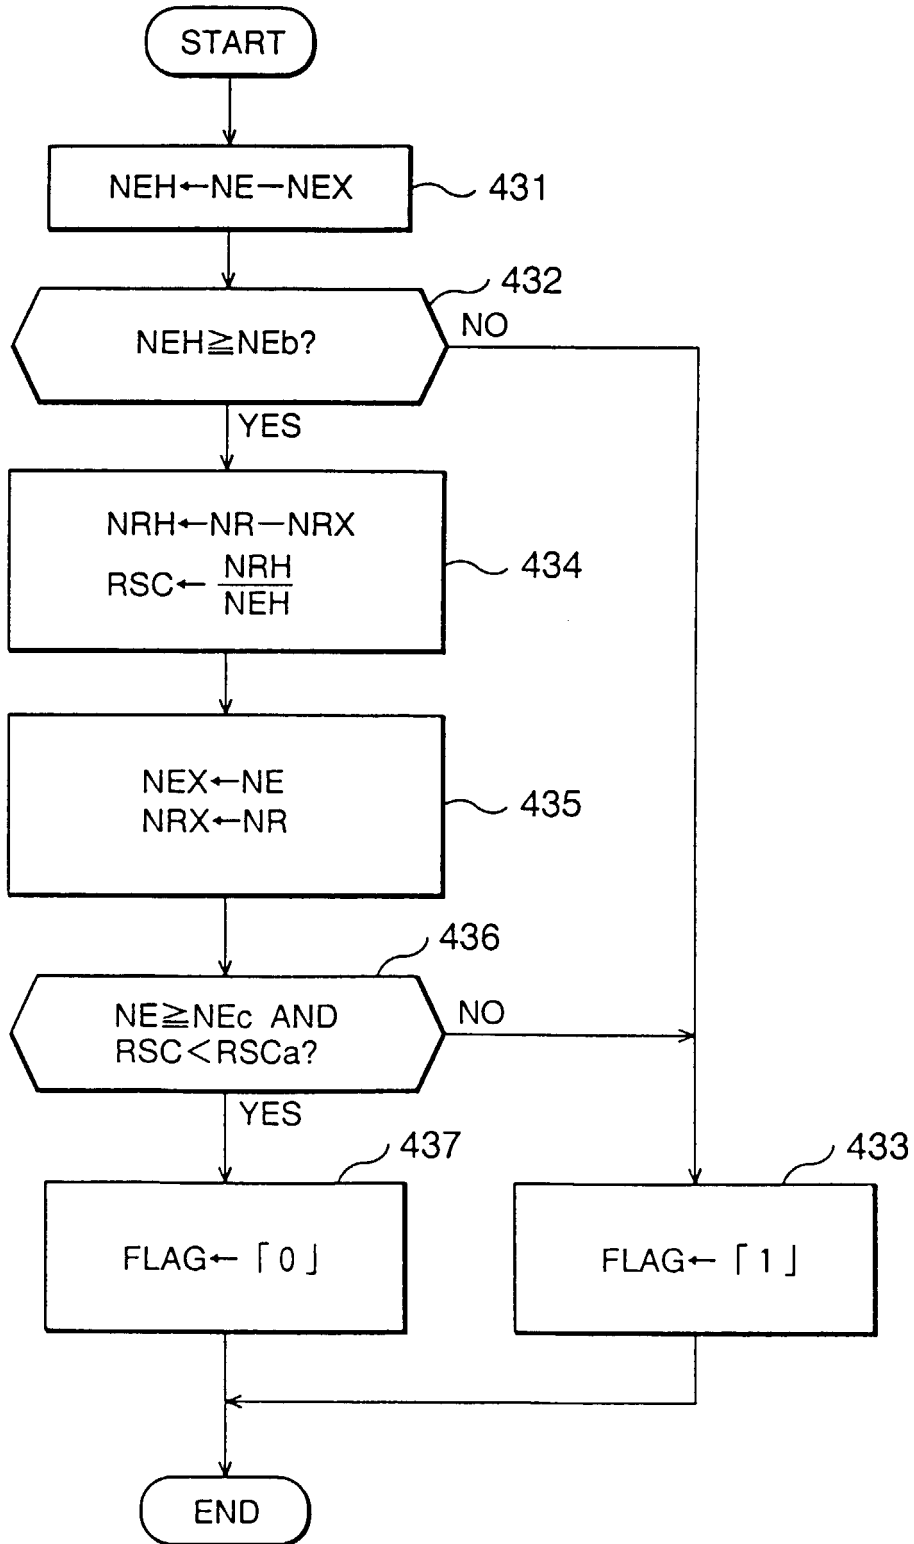 START
NEH←NE−NEX
431
432
NEH≧NEb?
NO
YES
NRH←NR−NRX
RSC← NRH/NEH
434
NEX←NE
NRX←NR
435
436
NE≧NEc AND
RSC<RSCa?
NO
YES
437
433
FLAG←「0」
FLAG←「1」
END